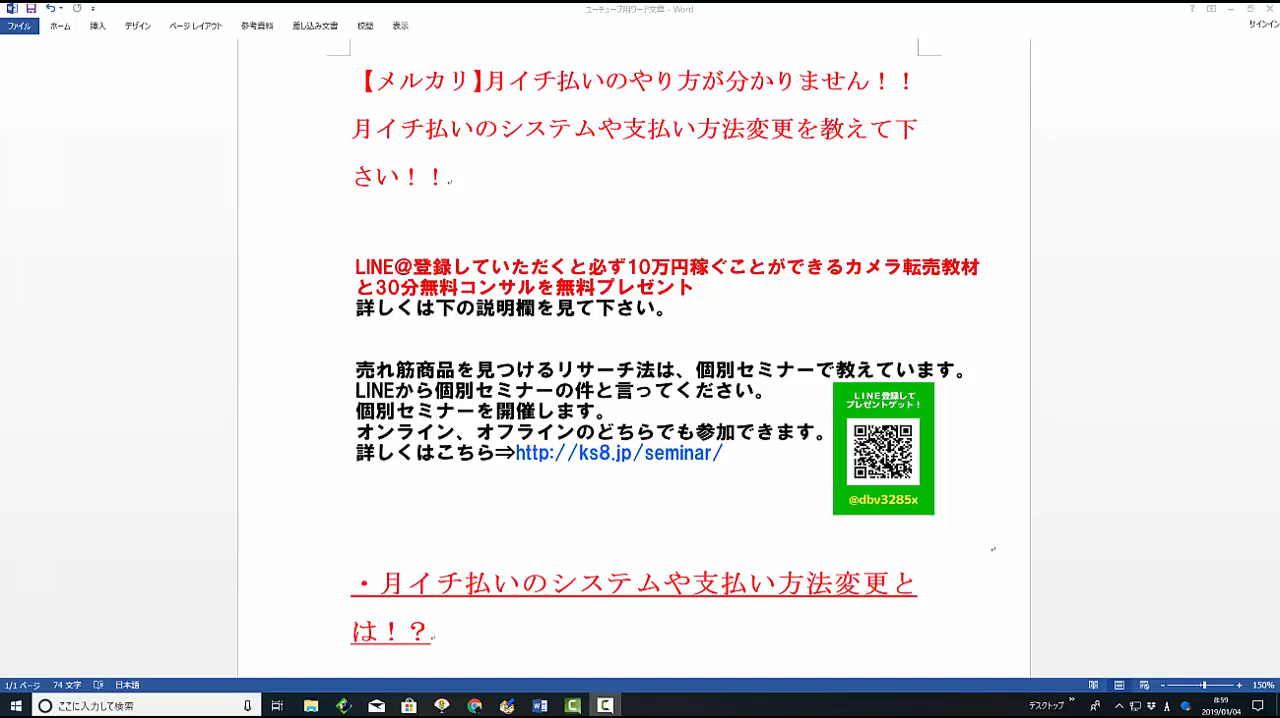 ユーチューブ用ワード文章 - Word
サインイン
ファイル ホーム 挿入 デザイン ページ レイアウト 参考資料 差し込み文書 校閲 表示
【メルカリ】月イチ払いのやり方が分かりません！！
月イチ払いのシステムや支払い方法変更を教えて下
さい！！
LINE@登録していただくと必ず10万円稼ぐことができるカメラ転売教材
と30分無料コンサルを無料プレゼント
詳しくは下の説明欄を見て下さい。
売れ筋商品を見つけるリサーチ法は、個別セミナーで教えています。
LINEから個別セミナーの件と言ってください。
個別セミナーを開催します。
オンライン、オフラインのどちらでも参加できます。
詳しくはこちら⇒http://ks8.jp/seminar/
LINE登録して
プレゼントゲット！
@dbv3285x
・月イチ払いのシステムや支払い方法変更と
は！？
1/1 ページ 74 文字 日本語
150%
ここに入力して検索
デスクトップ
8:59
2019/01/04